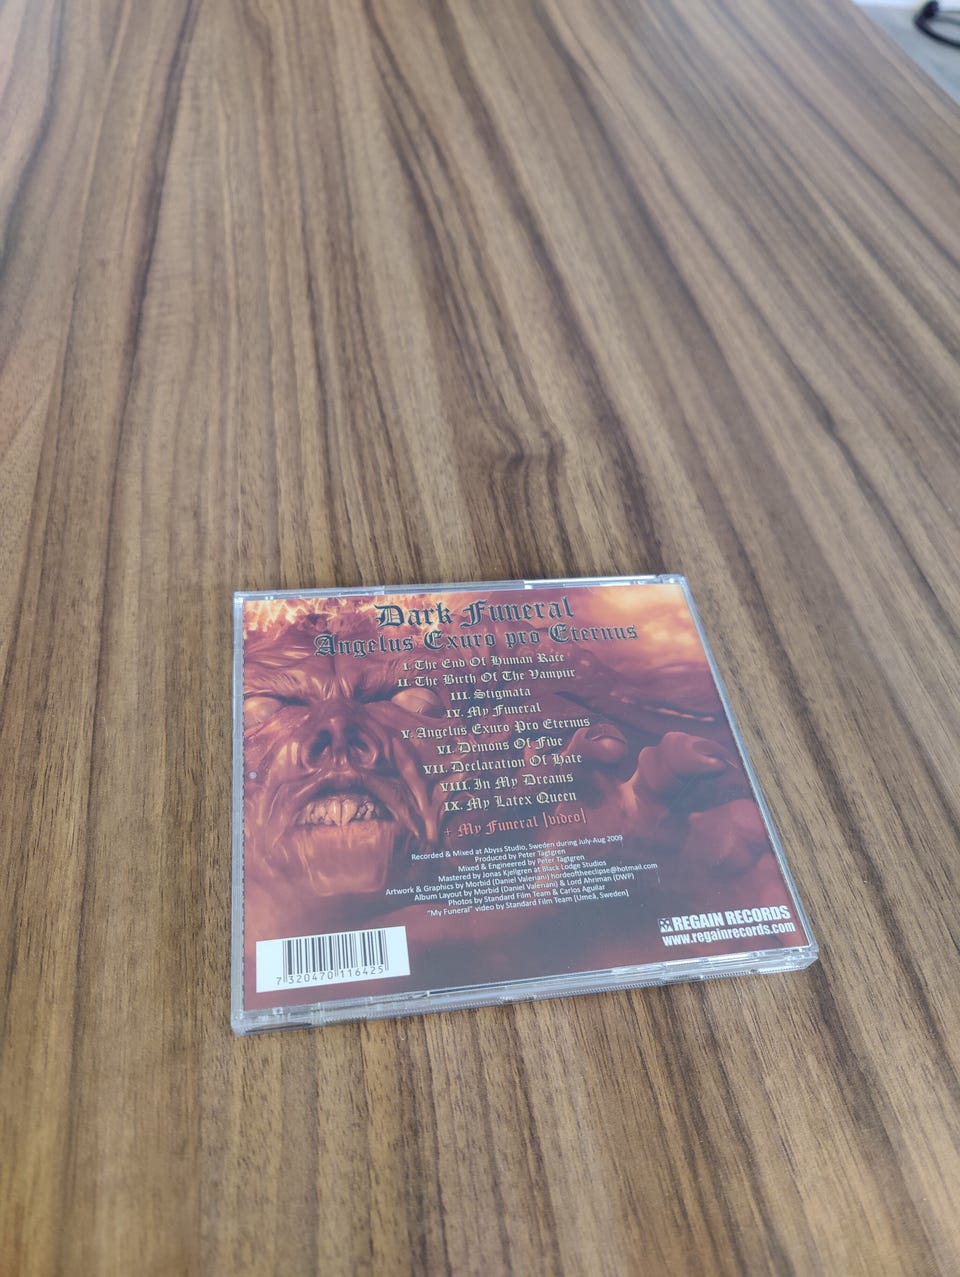 Dark Funeral
Angelus Exuro pro Eternus
I. The End Of Human Race
II. The Birth Of The Vampiir
III. Stigmata
IV. My Funeral
V. Angelus Exuro Pro Eternus
VI. Demons Of Five
VII. Declaration Of Hate
VIII. In My Dreams
IX. My Latex Queen
+ My Funeral [video]
Recorded & Mixed at Abyss Studio, Sweden during July-Aug 2009
Produced by Peter Tägtgren
Mixed & Engineered by Peter Tägtgren
Mastered by Jonas Kjellgren at Black Lodge Studios
Artwork & Graphics by Morbid (Daniel Valeriani) hordeoftheeclipse@hotmail.com
Album Layout by Morbid (Daniel Valeriani) & Lord Ahriman (OWP)
Photos by Standard Film Team & Carlos Aguilar
"My Funeral" video by Standard Film Team [Umeå, Sweden]
REGAIN RECORDS
www.regainrecords.com
7 320470 116425